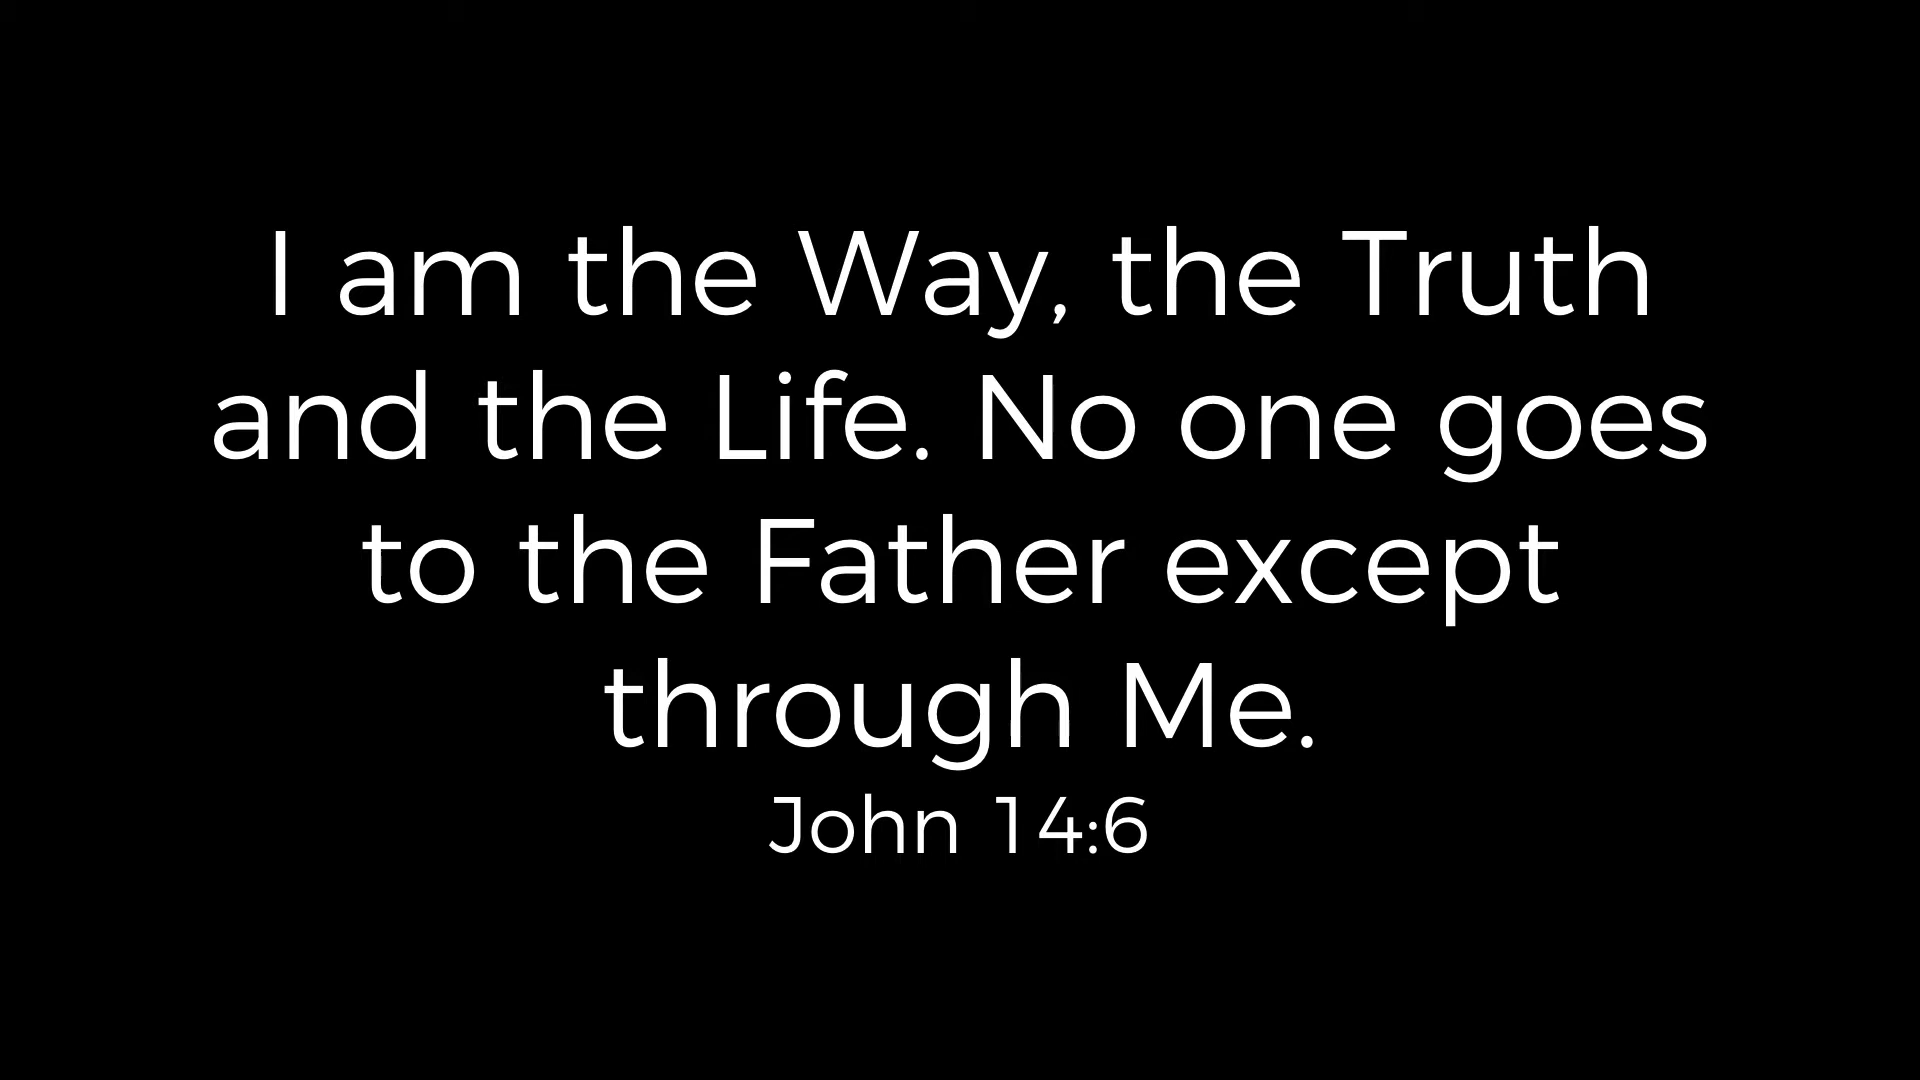 I am the Way, the Truth
and the Life. No one goes
to the Father except
through Me.
John 14:6